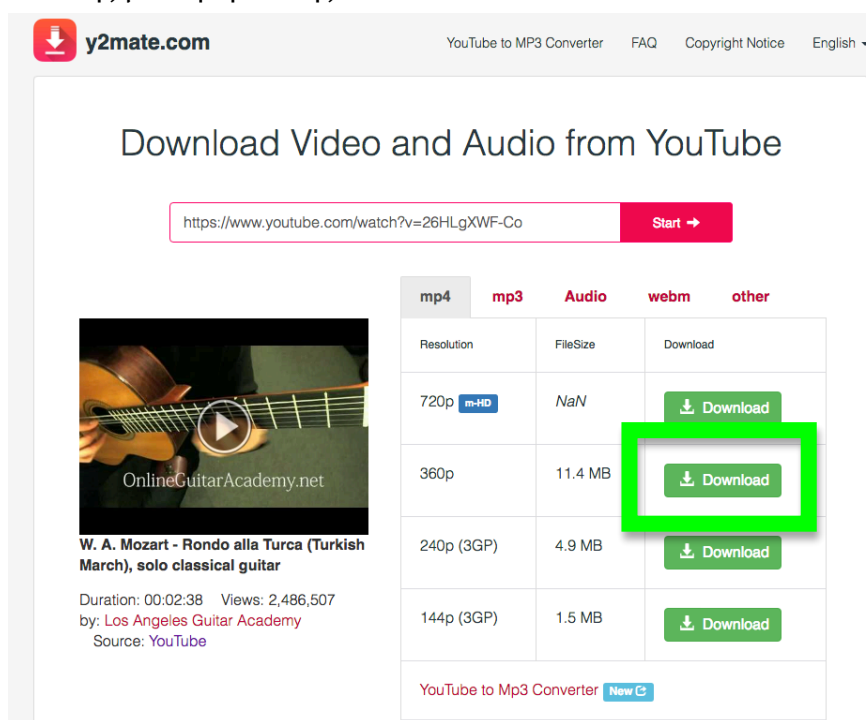 y2mate.com
YouTube to MP3 Converter FAQ Copyright Notice English
Download Video and Audio from YouTube
https://www.youtube.com/watch?v=26HLgXWF-Co Start →
mp4 mp3 Audio webm other
Resolution FileSize Download
720p m-HD NaN Download
360p 11.4 MB Download
OnlineGuitarAcademy.net
W. A. Mozart - Rondo alla Turca (Turkish
March), solo classical guitar
240p (3GP) 4.9 MB Download
Duration: 00:02:38 Views: 2,486,507
by: Los Angeles Guitar Academy
Source: YouTube
144p (3GP) 1.5 MB Download
YouTube to Mp3 Converter New